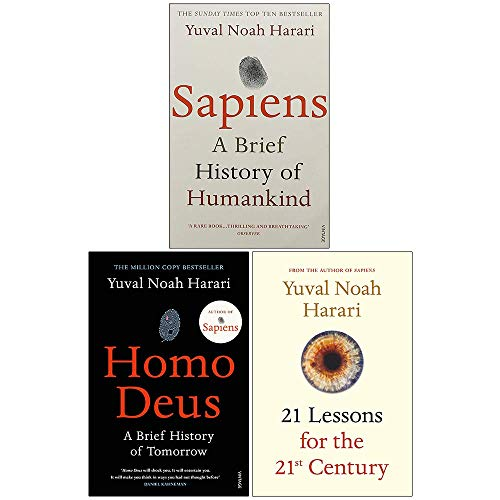 THE SUNDAY TIMES TOP TEN BESTSELLER
Yuval Noah Harari
Sapiens
A Brief
History of
Humankind
'A RARE BOOK...THRILLING AND BREATHTAKING'
OBSERVER
VINTAGE
THE MILLION COPY BESTSELLER
Yuval Noah Harari
AUTHOR OF
Sapiens
Homo
Deus
A Brief History
of Tomorrow
'Homo Deus will shock you. It will entertain you.
It will make you think in ways you had not thought before'
DANIEL KAHNEMAN
VINTAGE
FROM THE AUTHOR OF SAPIENS
Yuval Noah
Harari
21 Lessons
for the
21st Century